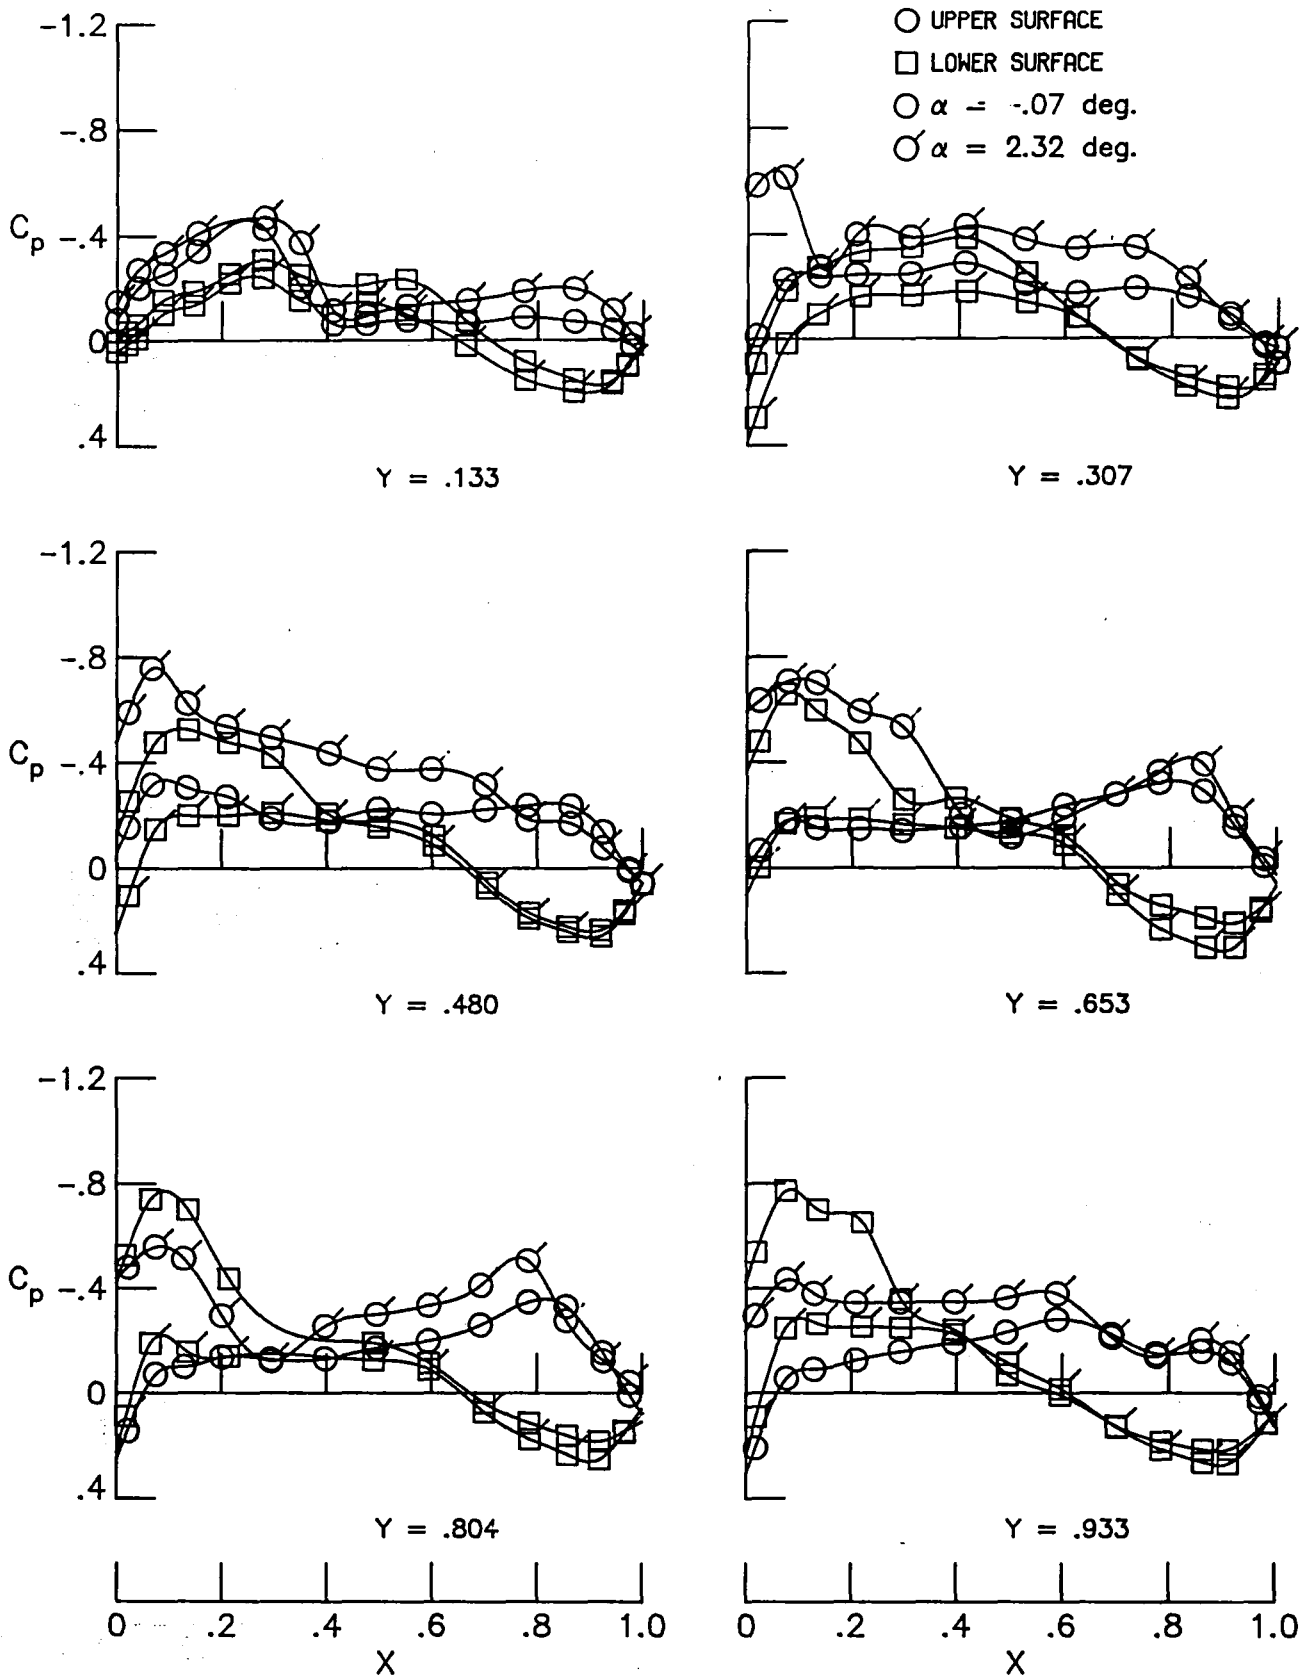 UPPER SURFACE
LOWER SURFACE
α = -.07 deg.
α = 2.32 deg.
-1.2
-.8
Cp -.4
0
.4
Y = .133
Y = .307
-1.2
-.8
Cp -.4
0
.4
Y = .480
Y = .653
-1.2
-.8
Cp -.4
0
.4
Y = .804
Y = .933
0 .2 .4 .6 .8 1.0
X
0 .2 .4 .6 .8 1.0
X